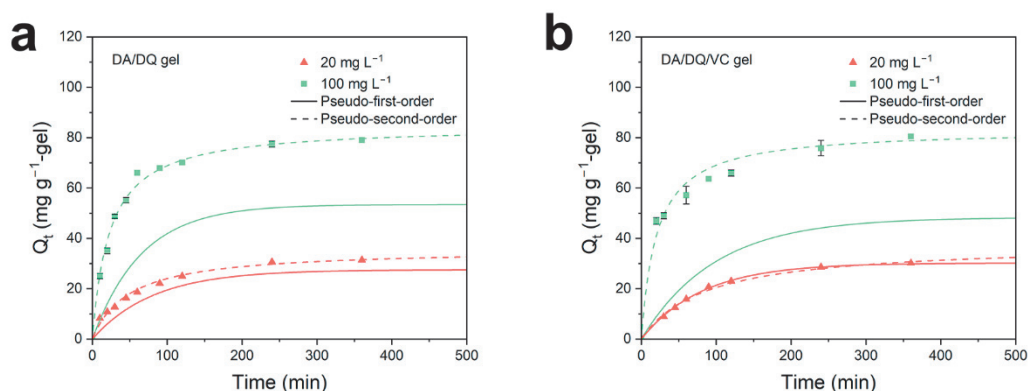 a
DA/DQ gel
20 mg L⁻¹
100 mg L⁻¹
Pseudo-first-order
Pseudo-second-order
Qt (mg g⁻¹-gel)
120
100
80
60
40
20
0
0 100 200 300 400 500
Time (min)
b
DA/DQ/VC gel
20 mg L⁻¹
100 mg L⁻¹
Pseudo-first-order
Pseudo-second-order
Qt (mg g⁻¹-gel)
120
100
80
60
40
20
0
0 100 200 300 400 500
Time (min)